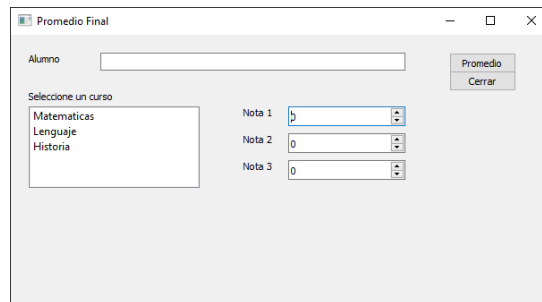 Promedio Final
Alumno
Promedio
Cerrar
Seleccione un curso
Matematicas
Lenguaje
Historia
Nota 1
Nota 2
0
Nota 3
0